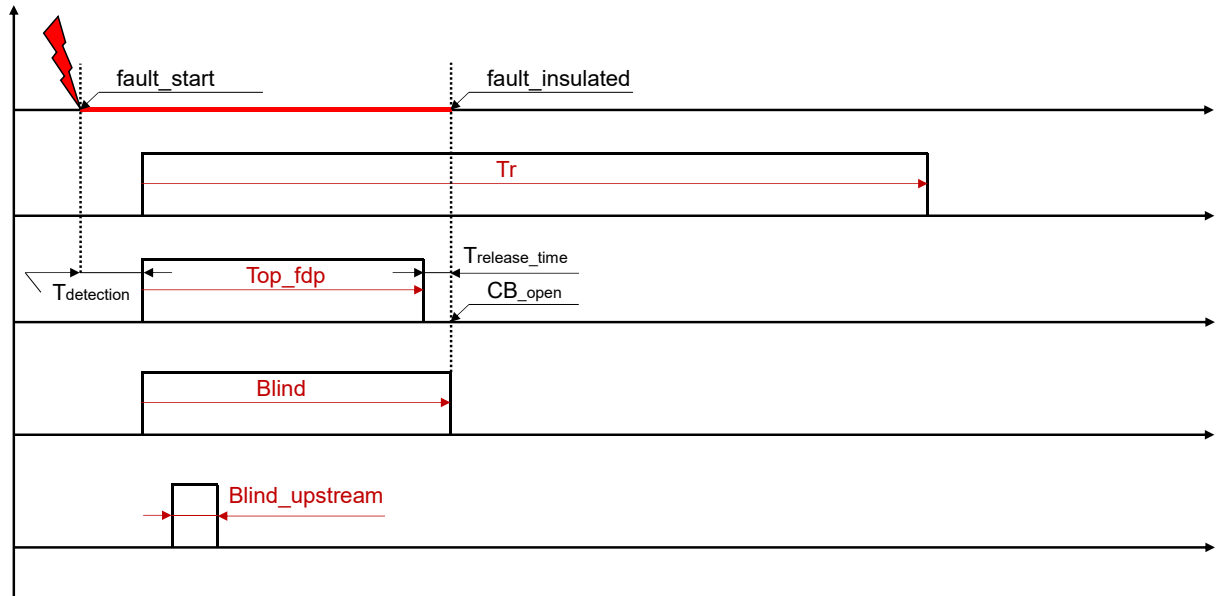 fault_start
fault_insulated
Tr
Trelease_time
Top_fdp
Tdetection
CB_open
Blind
Blind_upstream